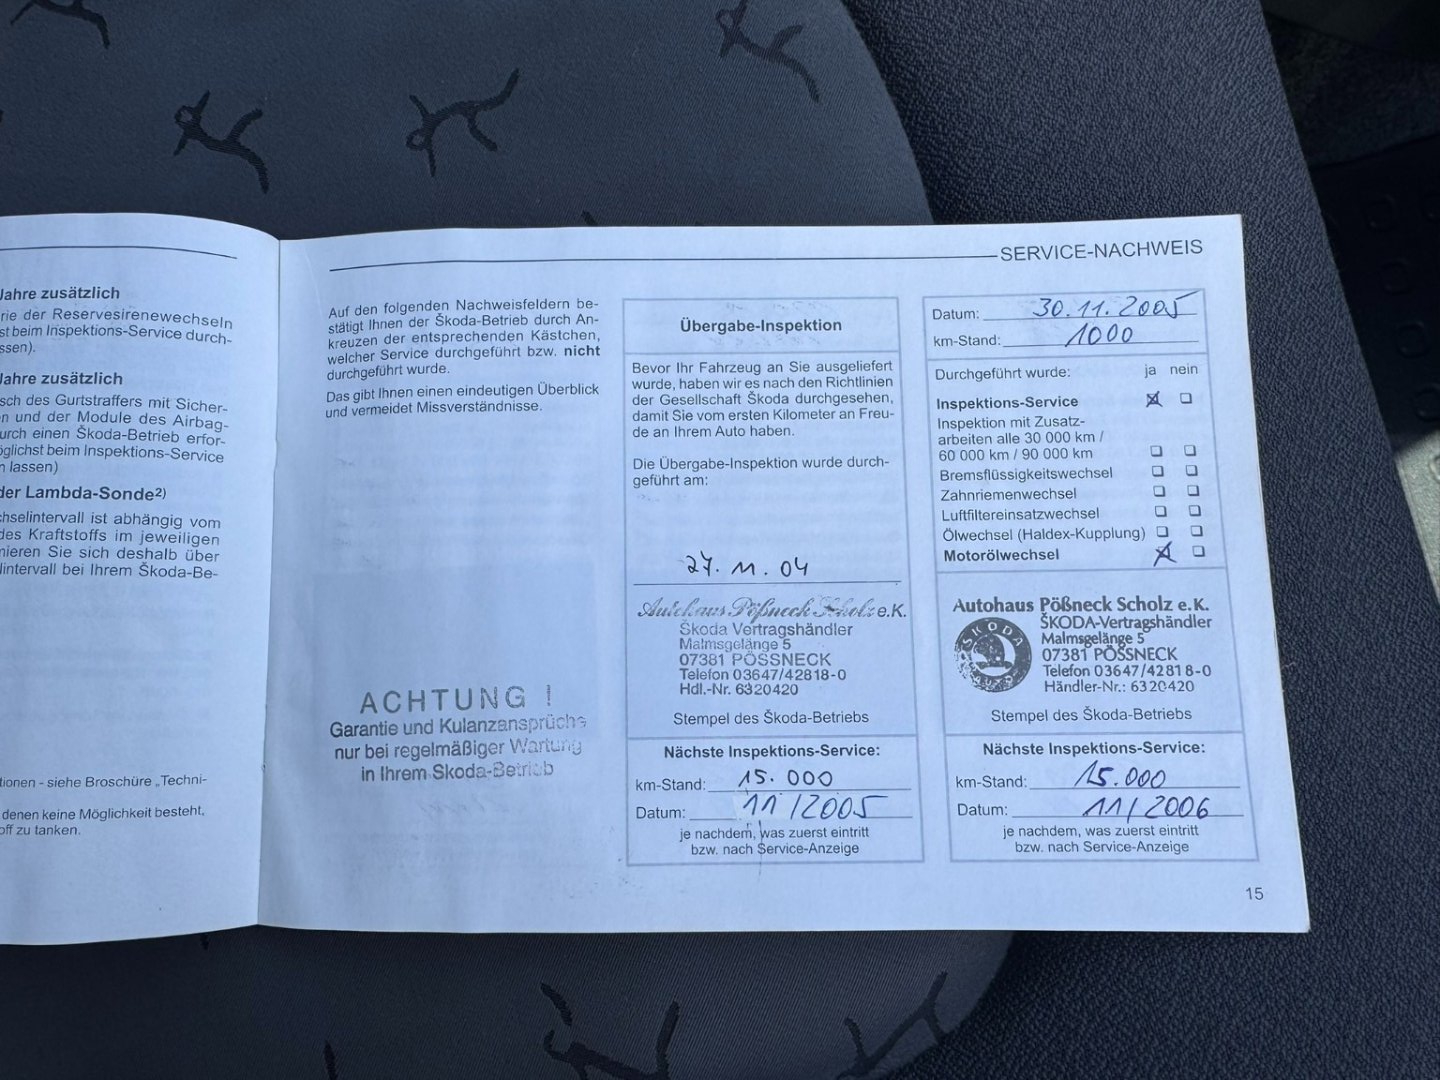 Jahre zusätzlich
rie der Reservesirenewechseln
st beim Inspektions-Service durch-
ssen).
Jahre zusätzlich
sch des Gurtstraffers mit Sicher-
en und der Module des Airbag-
urch einen Škoda-Betrieb erfor-
öglichst beim Inspektions-Service
n lassen)
der Lambda-Sonde²)
chselintervall ist abhängig vom
des Kraftstoffs im jeweiligen
mieren Sie sich deshalb über
lintervall bei Ihrem Škoda-Be-
tionen - siehe Broschüre „Techni-
denen keine Möglichkeit besteht,
off zu tanken.
SERVICE-NACHWEIS
Auf den folgenden Nachweisfeldern be-
stätigt Ihnen der Škoda-Betrieb durch An-
kreuzen der entsprechenden Kästchen,
welcher Service durchgeführt bzw. nicht
durchgeführt wurde.
Das gibt Ihnen einen eindeutigen Überblick
und vermeidet Missverständnisse.
ACHTUNG !
Garantie und Kulanzansprüche
nur bei regelmäßiger Wartung
in Ihrem Skoda-Betrieb
Übergabe-Inspektion
Bevor Ihr Fahrzeug an Sie ausgeliefert
wurde, haben wir es nach den Richtlinien
der Gesellschaft Škoda durchgesehen,
damit Sie vom ersten Kilometer an Freu-
de an Ihrem Auto haben.
Die Übergabe-Inspektion wurde durch-
geführt am:
27. 11. 04
Autohaus Pößneck Scholz e.K.
Škoda Vertragshändler
Malmsgelänge 5
07381 PÖSSNECK
Telefon 03647/42818-0
Hdl.-Nr. 6320420
Stempel des Škoda-Betriebs
Nächste Inspektions-Service:
km-Stand: 15.000
Datum: 11/2005
je nachdem, was zuerst eintritt
bzw. nach Service-Anzeige
Datum: 30.11.2005
km-Stand: 1000
Durchgeführt wurde: ja nein
Inspektions-Service
Inspektion mit Zusatz-
arbeiten alle 30 000 km /
60 000 km / 90 000 km
Bremsflüssigkeitswechsel
Zahnriemenwechsel
Luftfiltereinsatzwechsel
Ölwechsel (Haldex-Kupplung)
Motorölwechsel
Autohaus Pößneck Scholz e.K.
SKODA
AUTO
ŠKODA-Vertragshändler
Malmsgelänge 5
07381 PÖSSNECK
Telefon 03647/42818-0
Händler-Nr.: 6320420
Stempel des Škoda-Betriebs
Nächste Inspektions-Service:
km-Stand: 15.000
Datum: 11/2006
je nachdem, was zuerst eintritt
bzw. nach Service-Anzeige
15